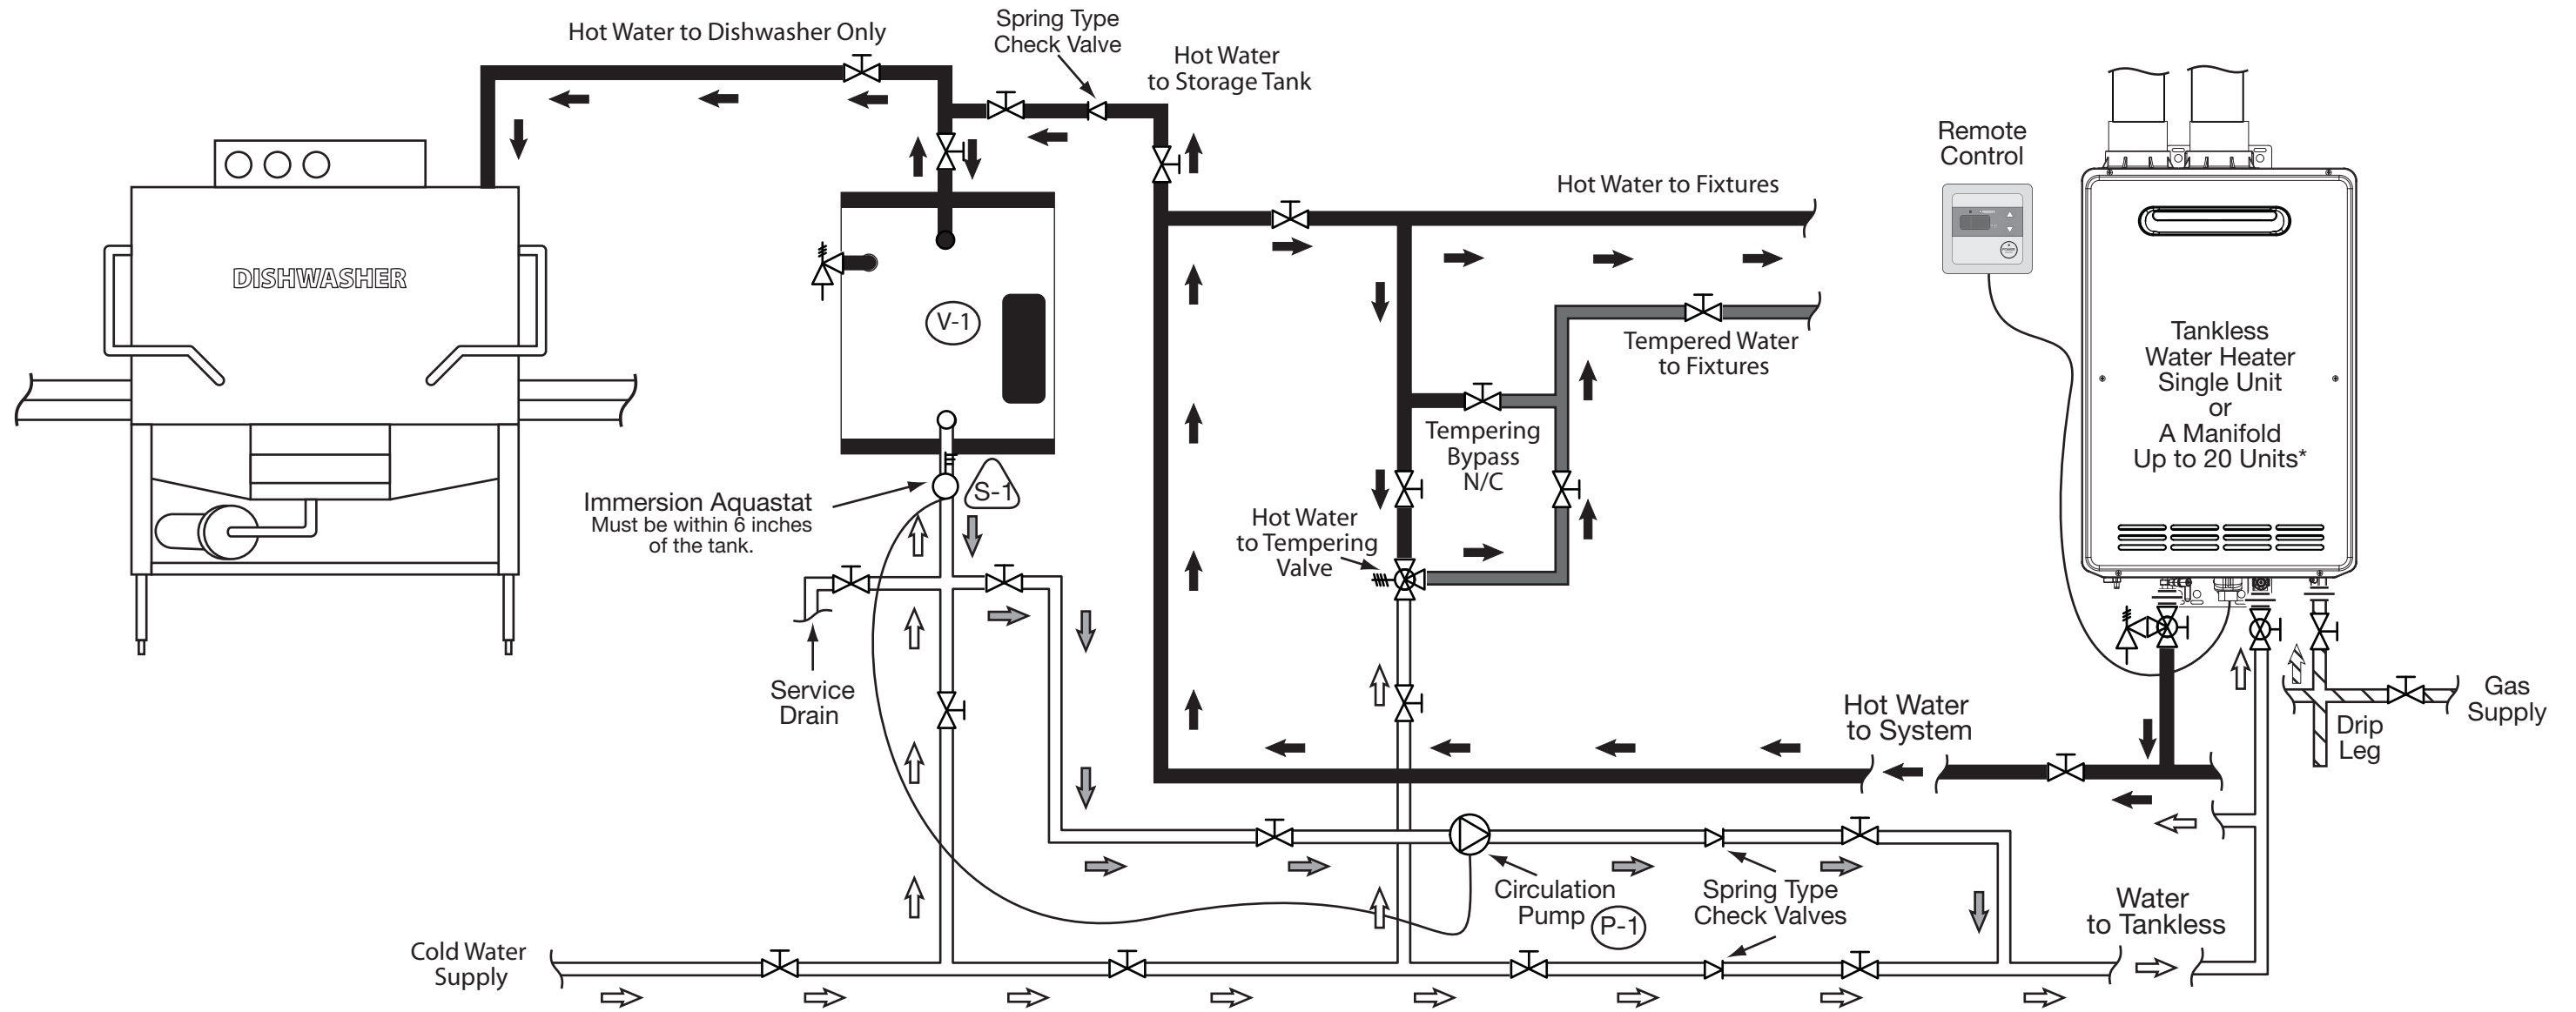 Hot Water to Dishwasher Only
Spring Type
Check Valve
Hot Water
to Storage Tank
Remote
Control
Hot Water to Fixtures
DISHWASHER
V-1
Tempered Water
to Fixtures
Tankless
Water Heater
Single Unit
or
A Manifold
Up to 20 Units*
Tempering
Bypass
N/C
Immersion Aquastat
Must be within 6 inches
of the tank.
S-1
Hot Water
to Tempering
Valve
Service
Drain
Hot Water
to System
Gas
Supply
Drip
Leg
Circulation
Pump
P-1
Spring Type
Check Valves
Water
to Tankless
Cold Water
Supply